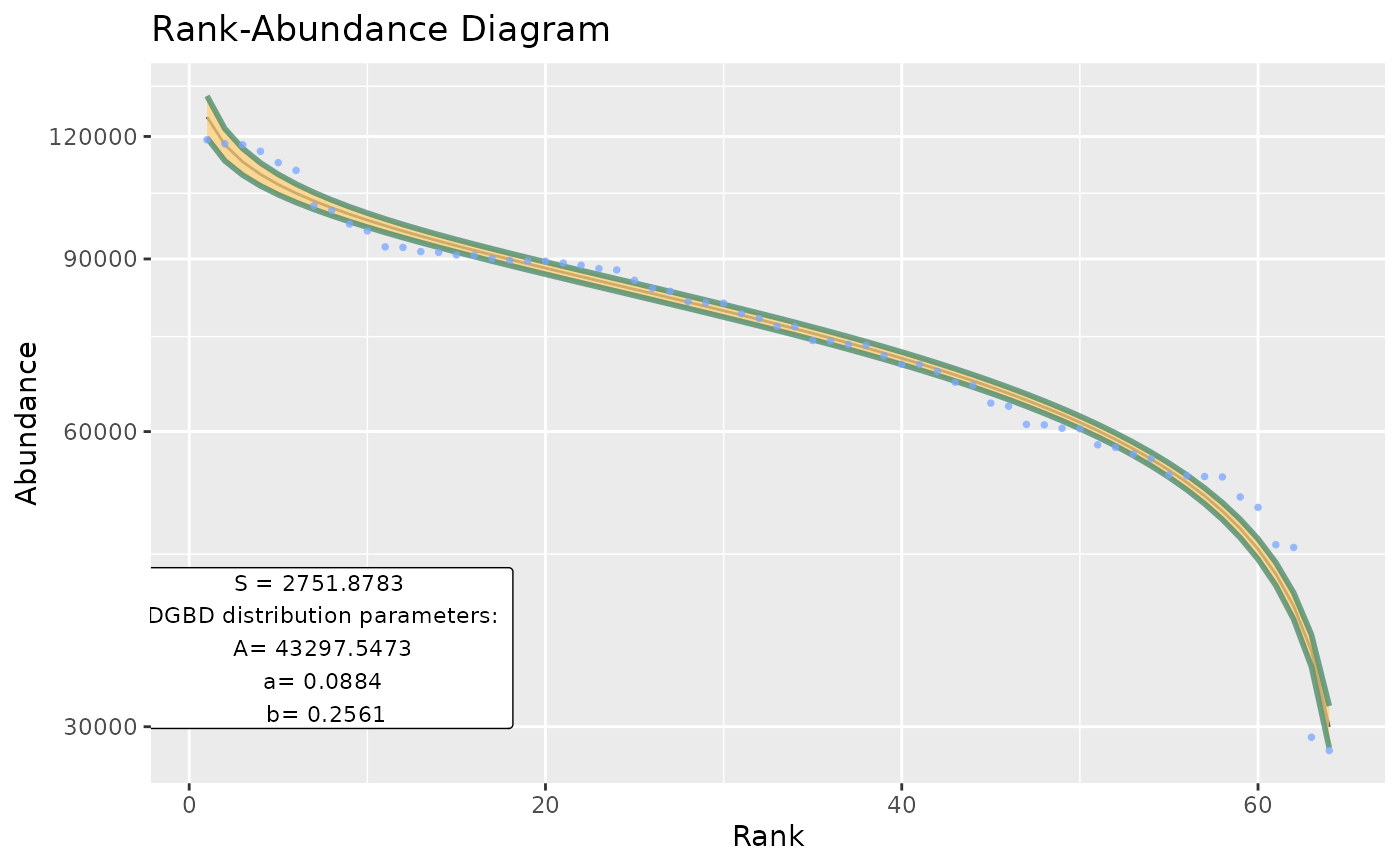 Rank-Abundance Diagram
120000
90000
60000
30000
Abundance
S = 2751.8783
DGBD distribution parameters:
A= 43297.5473
a= 0.0884
b= 0.2561
0
20
40
60
Rank